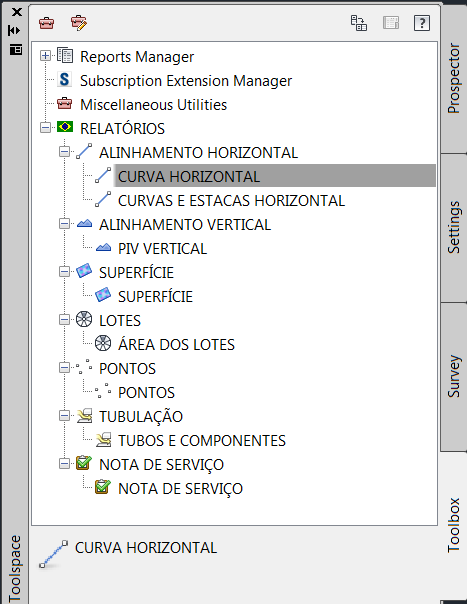 Reports Manager
Subscription Extension Manager
Miscellaneous Utilities
RELATÓRIOS
ALINHAMENTO HORIZONTAL
CURVA HORIZONTAL
CURVAS E ESTACAS HORIZONTAL
ALINHAMENTO VERTICAL
PIV VERTICAL
SUPERFÍCIE
SUPERFÍCIE
LOTES
ÁREA DOS LOTES
PONTOS
PONTOS
TUBULAÇÃO
TUBOS E COMPONENTES
NOTA DE SERVIÇO
NOTA DE SERVIÇO
CURVA HORIZONTAL
Toolspace
Prospector
Settings
Survey
Toolbox